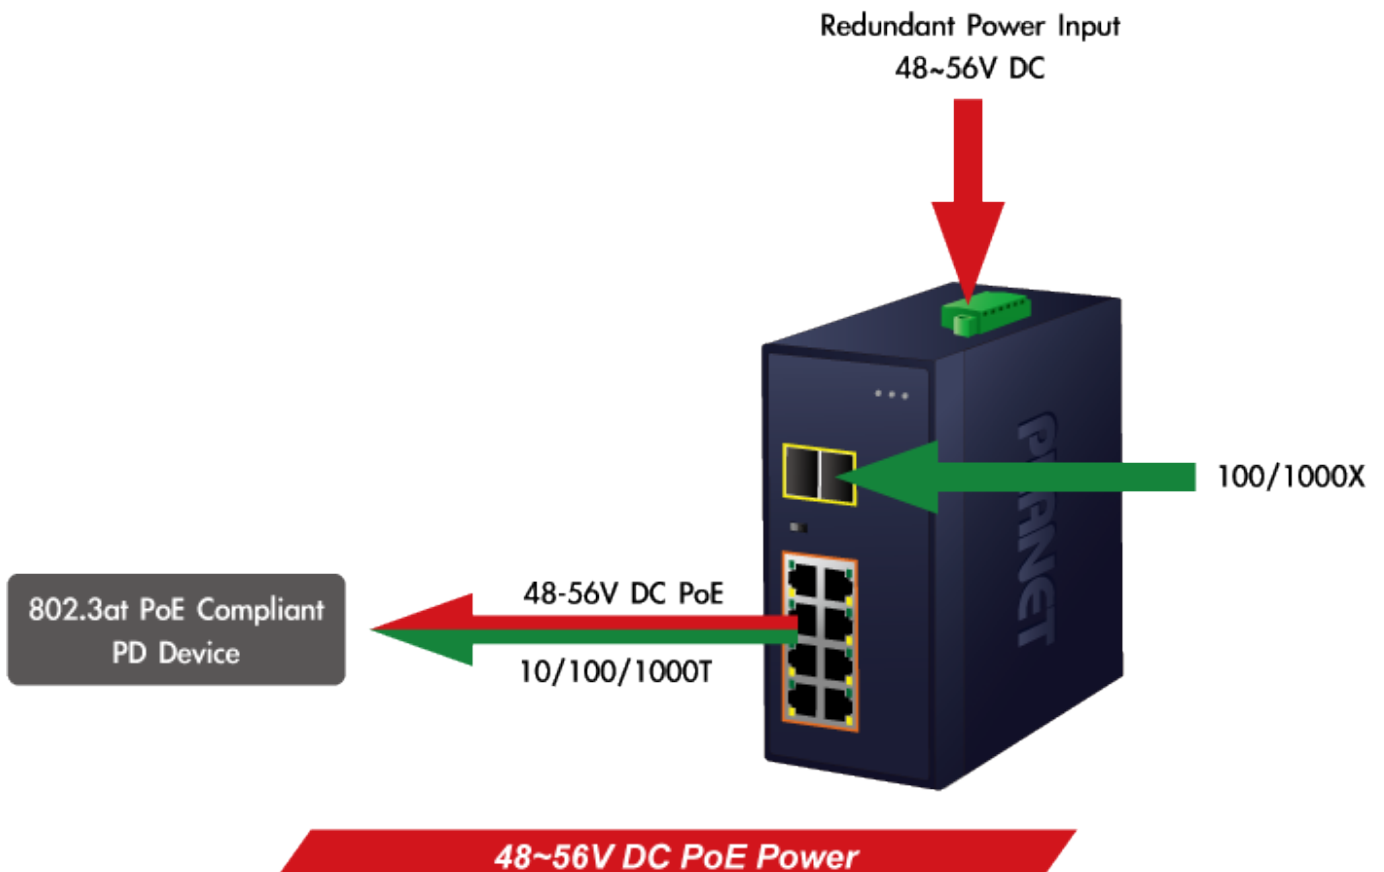 Redundant Power Input
48~56V DC
PLANET
100/1000X
48-56V DC PoE
802.3at PoE Compliant
PD Device
10/100/1000T
48~56V DC PoE Power